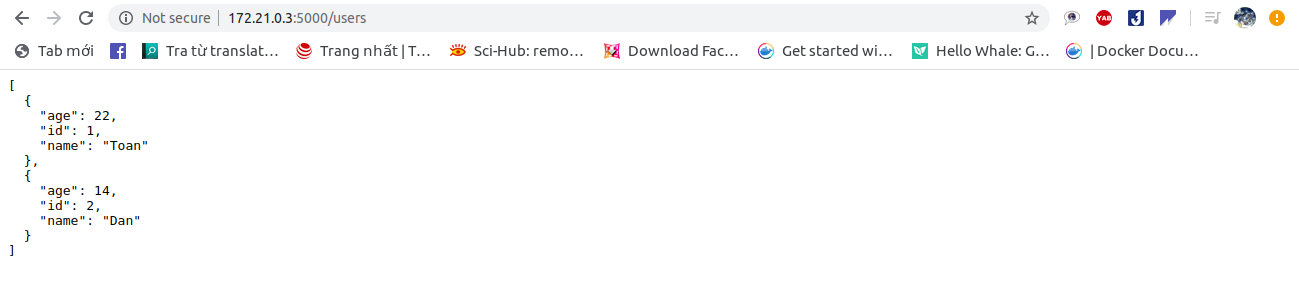 Not secure | 172.21.0.3:5000/users
YAB
Tab mới Tra từ translat... Trang nhất | T... Sci-Hub: remo... Download Fac... Get started wi... Hello Whale: G... | Docker Docu...
[
  {
    "age": 22,
    "id": 1,
    "name": "Toan"
  },
  {
    "age": 14,
    "id": 2,
    "name": "Dan"
  }
]